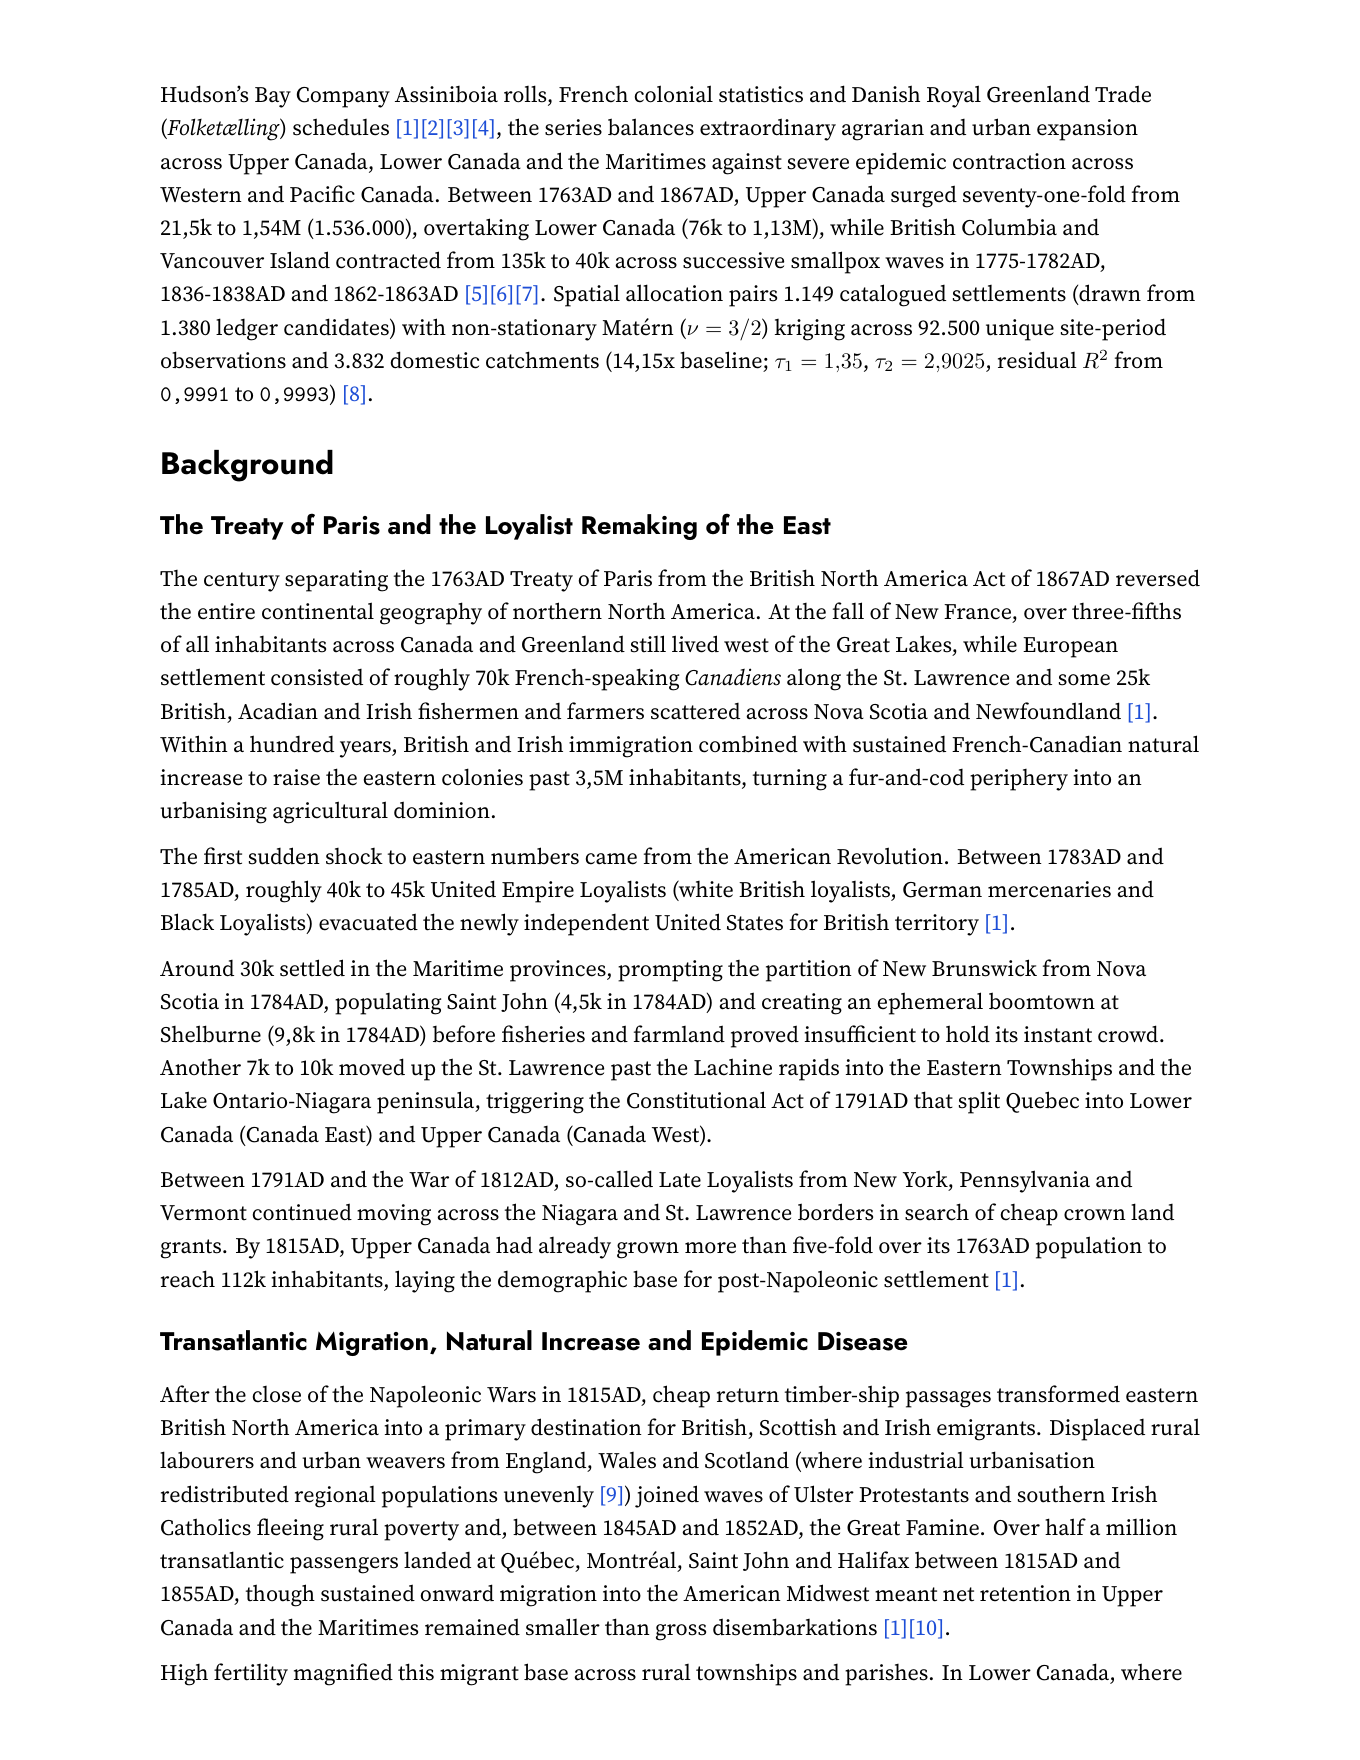 Hudson’s Bay Company Assiniboia rolls, French colonial statistics and Danish Royal Greenland Trade
(Folketælling) schedules [1][2][3][4], the series balances extraordinary agrarian and urban expansion
across Upper Canada, Lower Canada and the Maritimes against severe epidemic contraction across
Western and Pacific Canada. Between 1763AD and 1867AD, Upper Canada surged seventy-one-fold from
21,5k to 1,54M (1.536.000), overtaking Lower Canada (76k to 1,13M), while British Columbia and
Vancouver Island contracted from 135k to 40k across successive smallpox waves in 1775-1782AD,
1836-1838AD and 1862-1863AD [5][6][7]. Spatial allocation pairs 1.149 catalogued settlements (drawn from
1.380 ledger candidates) with non-stationary Matérn (ν = 3/2) kriging across 92.500 unique site-period
observations and 3.832 domestic catchments (14,15x baseline; τ₁ = 1,35, τ₂ = 2,9025, residual R² from
0,9991 to 0,9993) [8].
Background
The Treaty of Paris and the Loyalist Remaking of the East
The century separating the 1763AD Treaty of Paris from the British North America Act of 1867AD reversed
the entire continental geography of northern North America. At the fall of New France, over three-fifths
of all inhabitants across Canada and Greenland still lived west of the Great Lakes, while European
settlement consisted of roughly 70k French-speaking Canadiens along the St. Lawrence and some 25k
British, Acadian and Irish fishermen and farmers scattered across Nova Scotia and Newfoundland [1].
Within a hundred years, British and Irish immigration combined with sustained French-Canadian natural
increase to raise the eastern colonies past 3,5M inhabitants, turning a fur-and-cod periphery into an
urbanising agricultural dominion.
The first sudden shock to eastern numbers came from the American Revolution. Between 1783AD and
1785AD, roughly 40k to 45k United Empire Loyalists (white British loyalists, German mercenaries and
Black Loyalists) evacuated the newly independent United States for British territory [1].
Around 30k settled in the Maritime provinces, prompting the partition of New Brunswick from Nova
Scotia in 1784AD, populating Saint John (4,5k in 1784AD) and creating an ephemeral boomtown at
Shelburne (9,8k in 1784AD) before fisheries and farmland proved insufficient to hold its instant crowd.
Another 7k to 10k moved up the St. Lawrence past the Lachine rapids into the Eastern Townships and the
Lake Ontario-Niagara peninsula, triggering the Constitutional Act of 1791AD that split Quebec into Lower
Canada (Canada East) and Upper Canada (Canada West).
Between 1791AD and the War of 1812AD, so-called Late Loyalists from New York, Pennsylvania and
Vermont continued moving across the Niagara and St. Lawrence borders in search of cheap crown land
grants. By 1815AD, Upper Canada had already grown more than five-fold over its 1763AD population to
reach 112k inhabitants, laying the demographic base for post-Napoleonic settlement [1].
Transatlantic Migration, Natural Increase and Epidemic Disease
After the close of the Napoleonic Wars in 1815AD, cheap return timber-ship passages transformed eastern
British North America into a primary destination for British, Scottish and Irish emigrants. Displaced rural
labourers and urban weavers from England, Wales and Scotland (where industrial urbanisation
redistributed regional populations unevenly [9]) joined waves of Ulster Protestants and southern Irish
Catholics fleeing rural poverty and, between 1845AD and 1852AD, the Great Famine. Over half a million
transatlantic passengers landed at Québec, Montréal, Saint John and Halifax between 1815AD and
1855AD, though sustained onward migration into the American Midwest meant net retention in Upper
Canada and the Maritimes remained smaller than gross disembarkations [1][10].
High fertility magnified this migrant base across rural townships and parishes. In Lower Canada, where